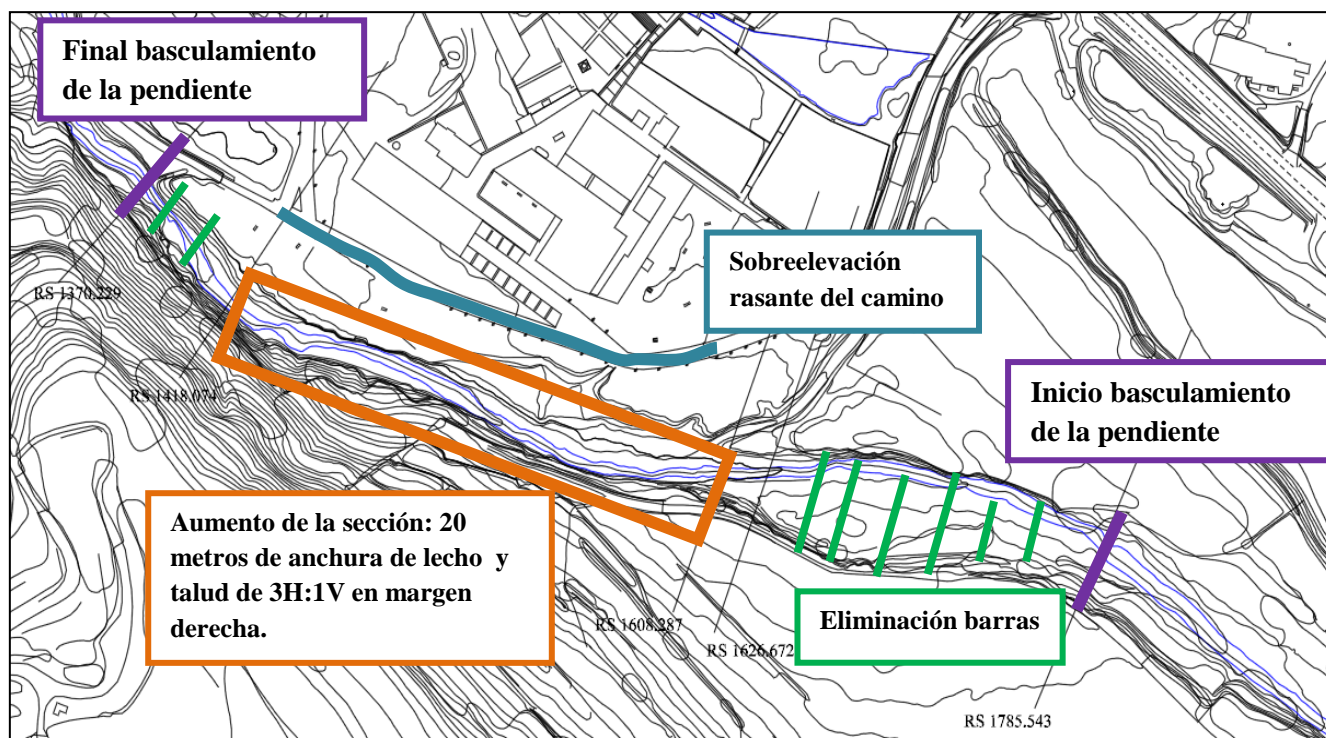 Final basculamiento
de la pendiente
Sobreelevación
rasante del camino
RS 1370.229
Inicio basculamiento
de la pendiente
RS 1418.074
Aumento de la sección: 20
metros de anchura de lecho y
talud de 3H:1V en margen
derecha.
RS 1608.287
Eliminación barras
RS 1626.672
RS 1785.543